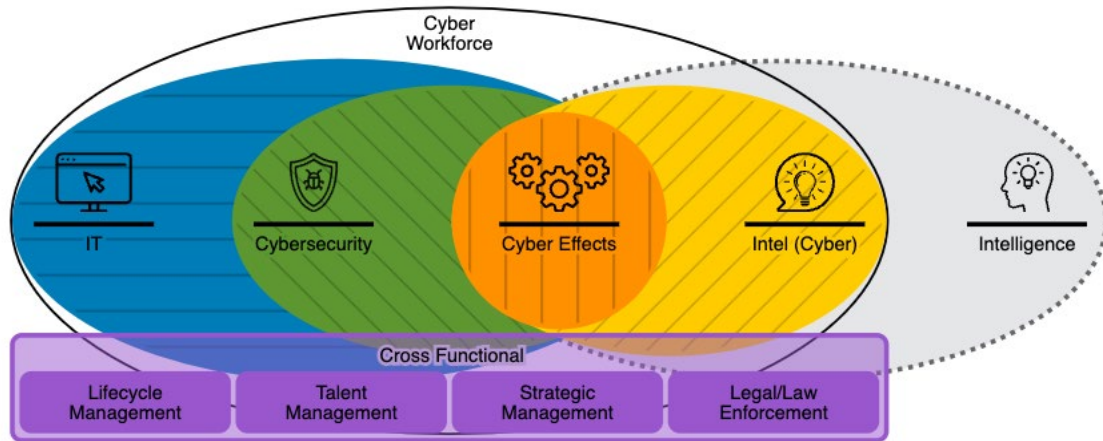 Cyber
Workforce
IT
Cybersecurity
Cyber Effects
Intel (Cyber)
Intelligence
Cross Functional
Lifecycle
Management
Talent
Management
Strategic
Management
Legal/Law
Enforcement